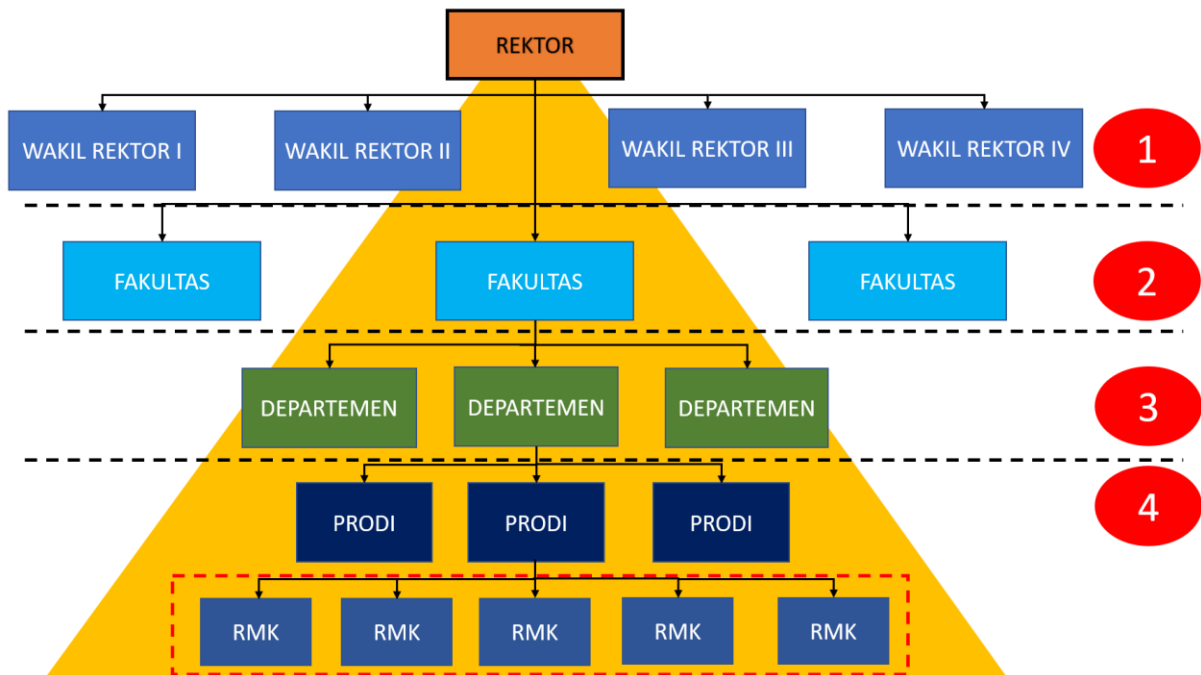 REKTOR
WAKIL REKTOR I
WAKIL REKTOR II
WAKIL REKTOR III
WAKIL REKTOR IV
1
FAKULTAS
FAKULTAS
FAKULTAS
2
DEPARTEMEN
DEPARTEMEN
DEPARTEMEN
3
PRODI
PRODI
PRODI
4
RMK
RMK
RMK
RMK
RMK